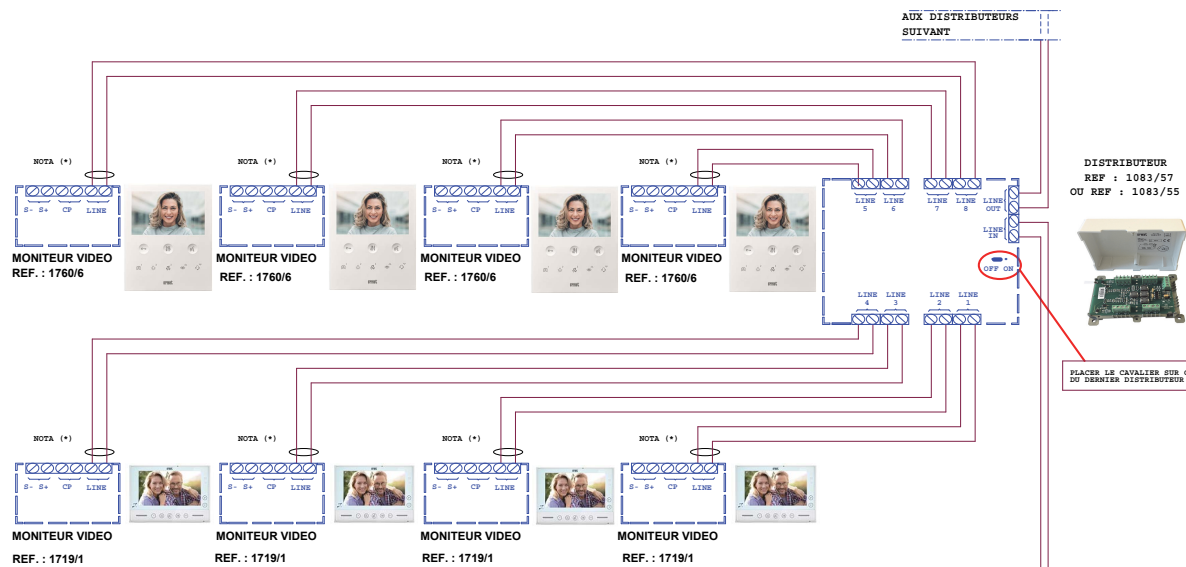 AUX DISTRIBUTEURS
SUIVANT
NOTA (*)
NOTA (*)
NOTA (*)
NOTA (*)
DISTRIBUTEUR
REF : 1083/57
OU REF : 1083/55
S- S+ CP LINE
S- S+ CP LINE
S- S+ CP LINE
S- S+ CP LINE
LINE 5
LINE 6
LINE 7
LINE 8
LINE OUT
LINE IN
OFF ON
MONITEUR VIDEO
REF. : 1760/6
MONITEUR VIDEO
REF. : 1760/6
MONITEUR VIDEO
REF. : 1760/6
MONITEUR VIDEO
REF. : 1760/6
LINE 4
LINE 3
LINE 2
LINE 1
PLACER LE CAVALIER SUR
DU DERNIER DISTRIBUTEUR
NOTA (*)
NOTA (*)
NOTA (*)
NOTA (*)
S- S+ CP LINE
S- S+ CP LINE
S- S+ CP LINE
S- S+ CP LINE
MONITEUR VIDEO
REF. : 1719/1
MONITEUR VIDEO
REF. : 1719/1
MONITEUR VIDEO
REF. : 1719/1
MONITEUR VIDEO
REF. : 1719/1